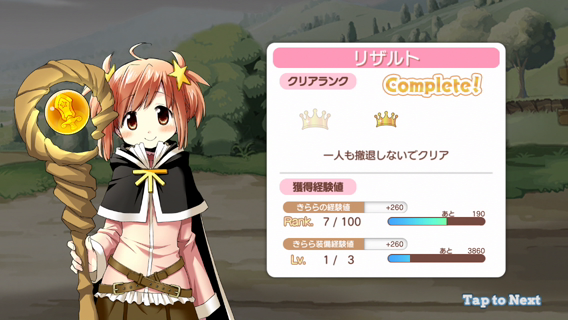 リザルト
クリアランク
Complete!
一人も撤退しないでクリア
獲得経験値
きららの経験値 +260
あと 190
Rank. 7 / 100
きらら装備経験値 +260
あと 3860
Lv. 1 / 3
Tap to Next